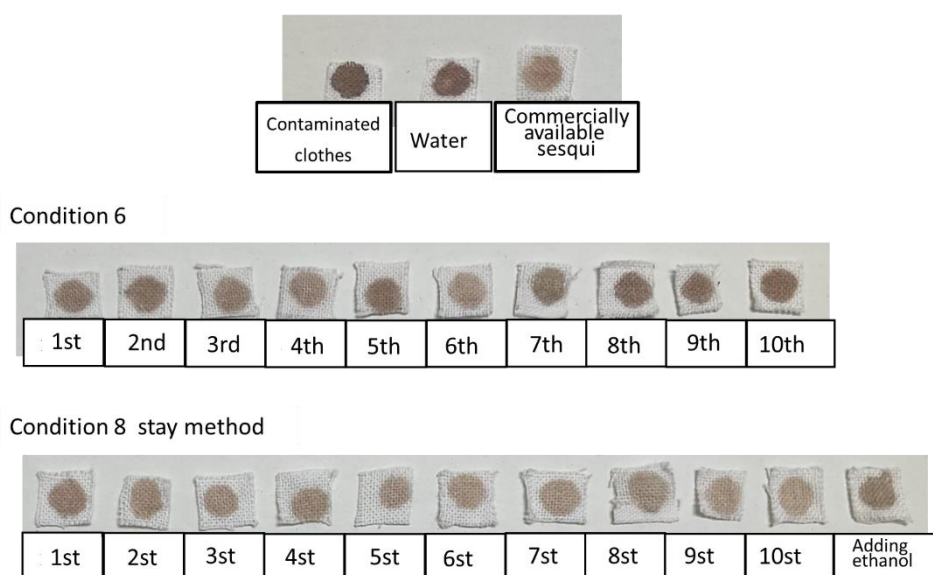 Contaminated
clothes
Water
Commercially
available
sesqui
Condition 6
1st
2nd
3rd
4th
5th
6th
7th
8th
9th
10th
Condition 8 stay method
1st
2st
3st
4st
5st
6st
7st
8st
9st
10st
Adding
ethanol